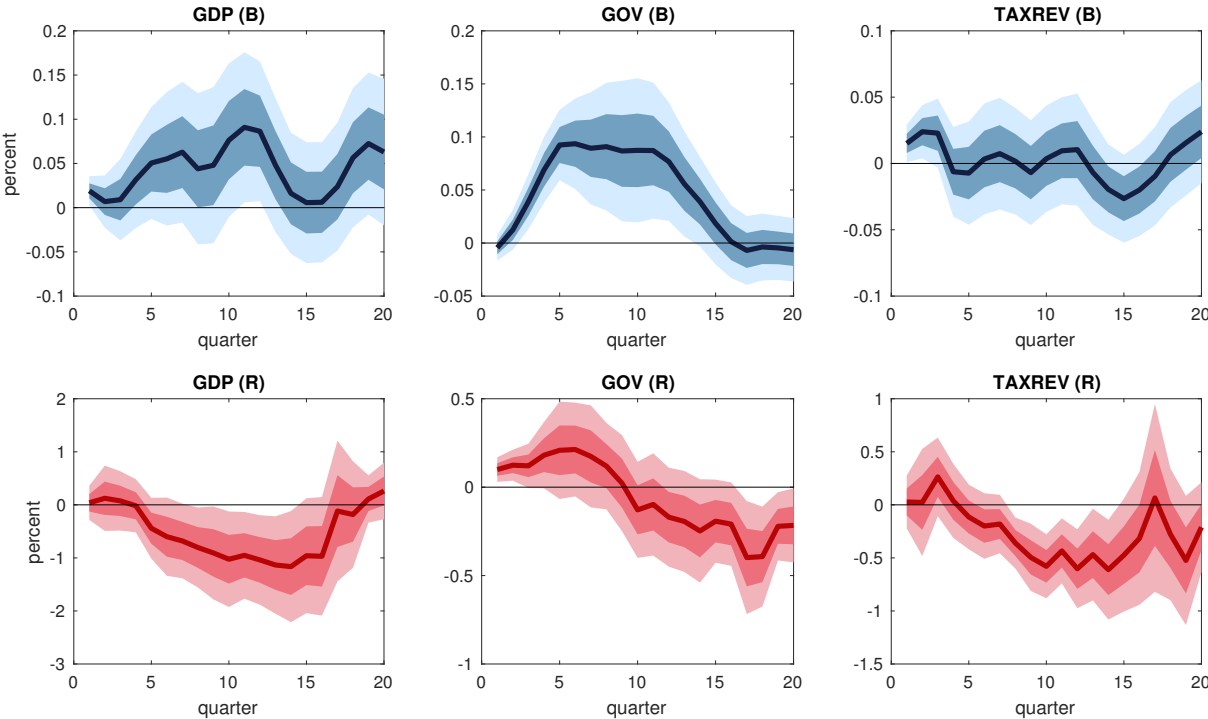 GDP (B)
0.2
0.15
0.1
0.05
0
-0.05
-0.1
percent
0 5 10 15 20
quarter
GOV (B)
0.2
0.15
0.1
0.05
0
-0.05
0 5 10 15 20
quarter
TAXREV (B)
0.1
0.05
0
-0.05
-0.1
0 5 10 15 20
quarter
GDP (R)
2
1
0
-1
-2
-3
percent
0 5 10 15 20
quarter
GOV (R)
0.5
0
-0.5
-1
0 5 10 15 20
quarter
TAXREV (R)
1
0.5
0
-0.5
-1
-1.5
0 5 10 15 20
quarter